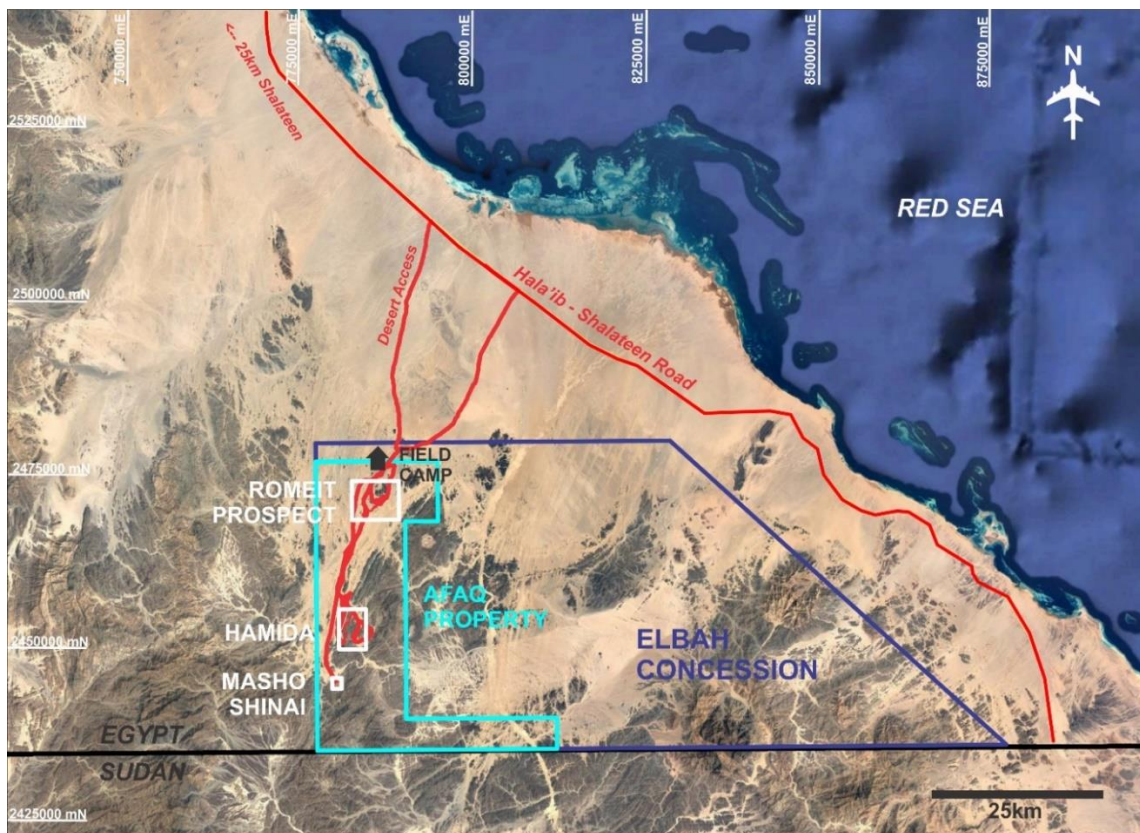 750000 mE
775000 mE
800000 mE
825000 mE
850000 mE
875000 mE
<-- 25km Shalateen
N
2525000 mN
RED SEA
Desert Access
Hala'ib - Shalateen Road
2500000 mN
2475000 mN
FIELD
CAMP
ROMEIT
PROSPECT
AFAQ
PROPERTY
HAMIDA
2450000 mN
ELBAH
CONCESSION
MASHO
SHINAI
EGYPT
SUDAN
2425000 mN
25km